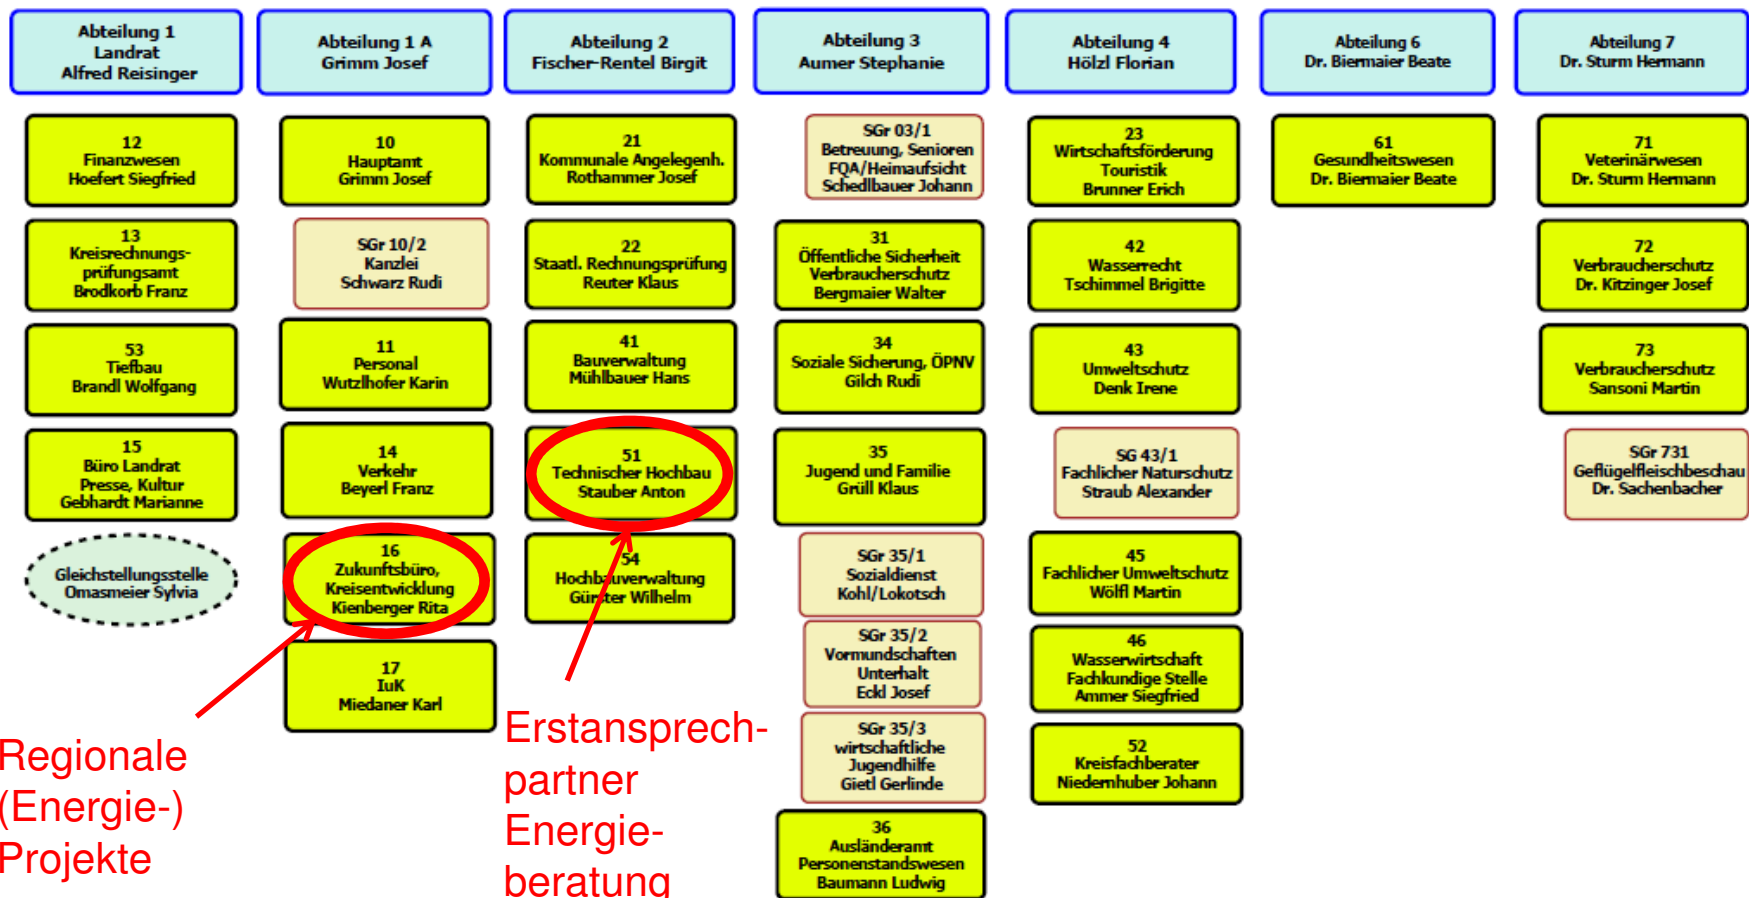 Abteilung 1
Landrat
Alfred Reisinger
12
Finanzwesen
Hoefert Siegfried
13
Kreisrechnungs-
prüfungsamt
Brodkorb Franz
53
Tiefbau
Brandl Wolfgang
15
Büro Landrat
Presse, Kultur
Gebhardt Marianne
Gleichstellungsstelle
Omasmeier Sylvia
Abteilung 1 A
Grimm Josef
10
Hauptamt
Grimm Josef
SGr 10/2
Kanzlei
Schwarz Rudi
11
Personal
Wutzlhofer Karin
14
Verkehr
Beyerl Franz
16
Zukunftsbüro,
Kreisentwicklung
Kienberger Rita
17
IuK
Miedaner Karl
Regionale
(Energie-)
Projekte
Abteilung 2
Fischer-Rentel Birgit
21
Kommunale Angelegenh.
Rothammer Josef
22
Staatl. Rechnungsprüfung
Reuter Klaus
41
Bauverwaltung
Mühlbauer Hans
51
Technischer Hochbau
Stauber Anton
54
Hochbauverwaltung
Gürster Wilhelm
Erstansprech-
partner
Energie-
beratung
Abteilung 3
Aumer Stephanie
SGr 03/1
Betreuung, Senioren
FQA/Heimaufsicht
Schedlbauer Johann
31
Öffentliche Sicherheit
Verbraucherschutz
Bergmaier Walter
34
Soziale Sicherung, ÖPNV
Gilch Rudi
35
Jugend und Familie
Grüll Klaus
SGr 35/1
Sozialdienst
Kohl/Lokotsch
SGr 35/2
Vormundschaften
Unterhalt
Eckl Josef
SGr 35/3
wirtschaftliche
Jugendhilfe
Gietl Gerlinde
36
Ausländeramt
Personenstandswesen
Baumann Ludwig
Abteilung 4
Hölzl Florian
23
Wirtschaftsförderung
Touristik
Brunner Erich
42
Wasserrecht
Tschimmel Brigitte
43
Umweltschutz
Denk Irene
SG 43/1
Fachlicher Naturschutz
Straub Alexander
45
Fachlicher Umweltschutz
Wölfl Martin
46
Wasserwirtschaft
Fachkundige Stelle
Ammer Siegfried
52
Kreisfachberater
Niedernhuber Johann
Abteilung 6
Dr. Biermaier Beate
61
Gesundheitswesen
Dr. Biermaier Beate
Abteilung 7
Dr. Sturm Hermann
71
Veterinärwesen
Dr. Sturm Hermann
72
Verbraucherschutz
Dr. Kitzinger Josef
73
Verbraucherschutz
Sansoni Martin
SGr 731
Geflügelfleischbeschau
Dr. Sachenbacher